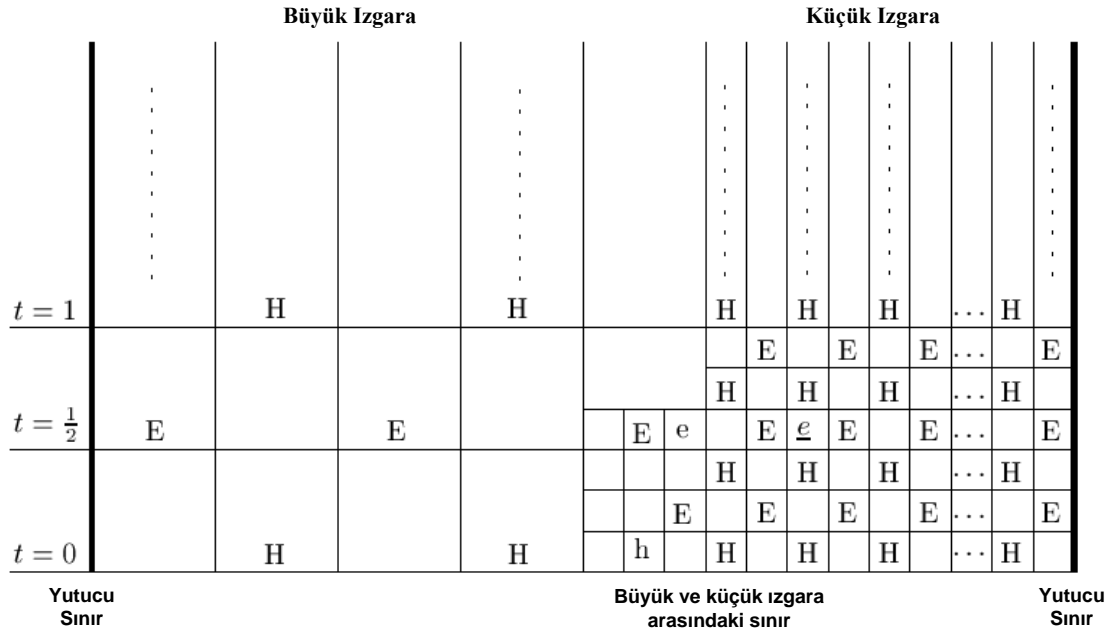 Büyük Izgara Küçük Izgara
t = 1 H H H H H ... H
E E E ... E
H H H ... H
t = 1/2 E E E e E e E E ... E
H H H ... H
E E E E ... E
t = 0 H H h H H H ... H
Yutucu Sınır
Büyük ve küçük ızgara arasındaki sınır
Yutucu Sınır